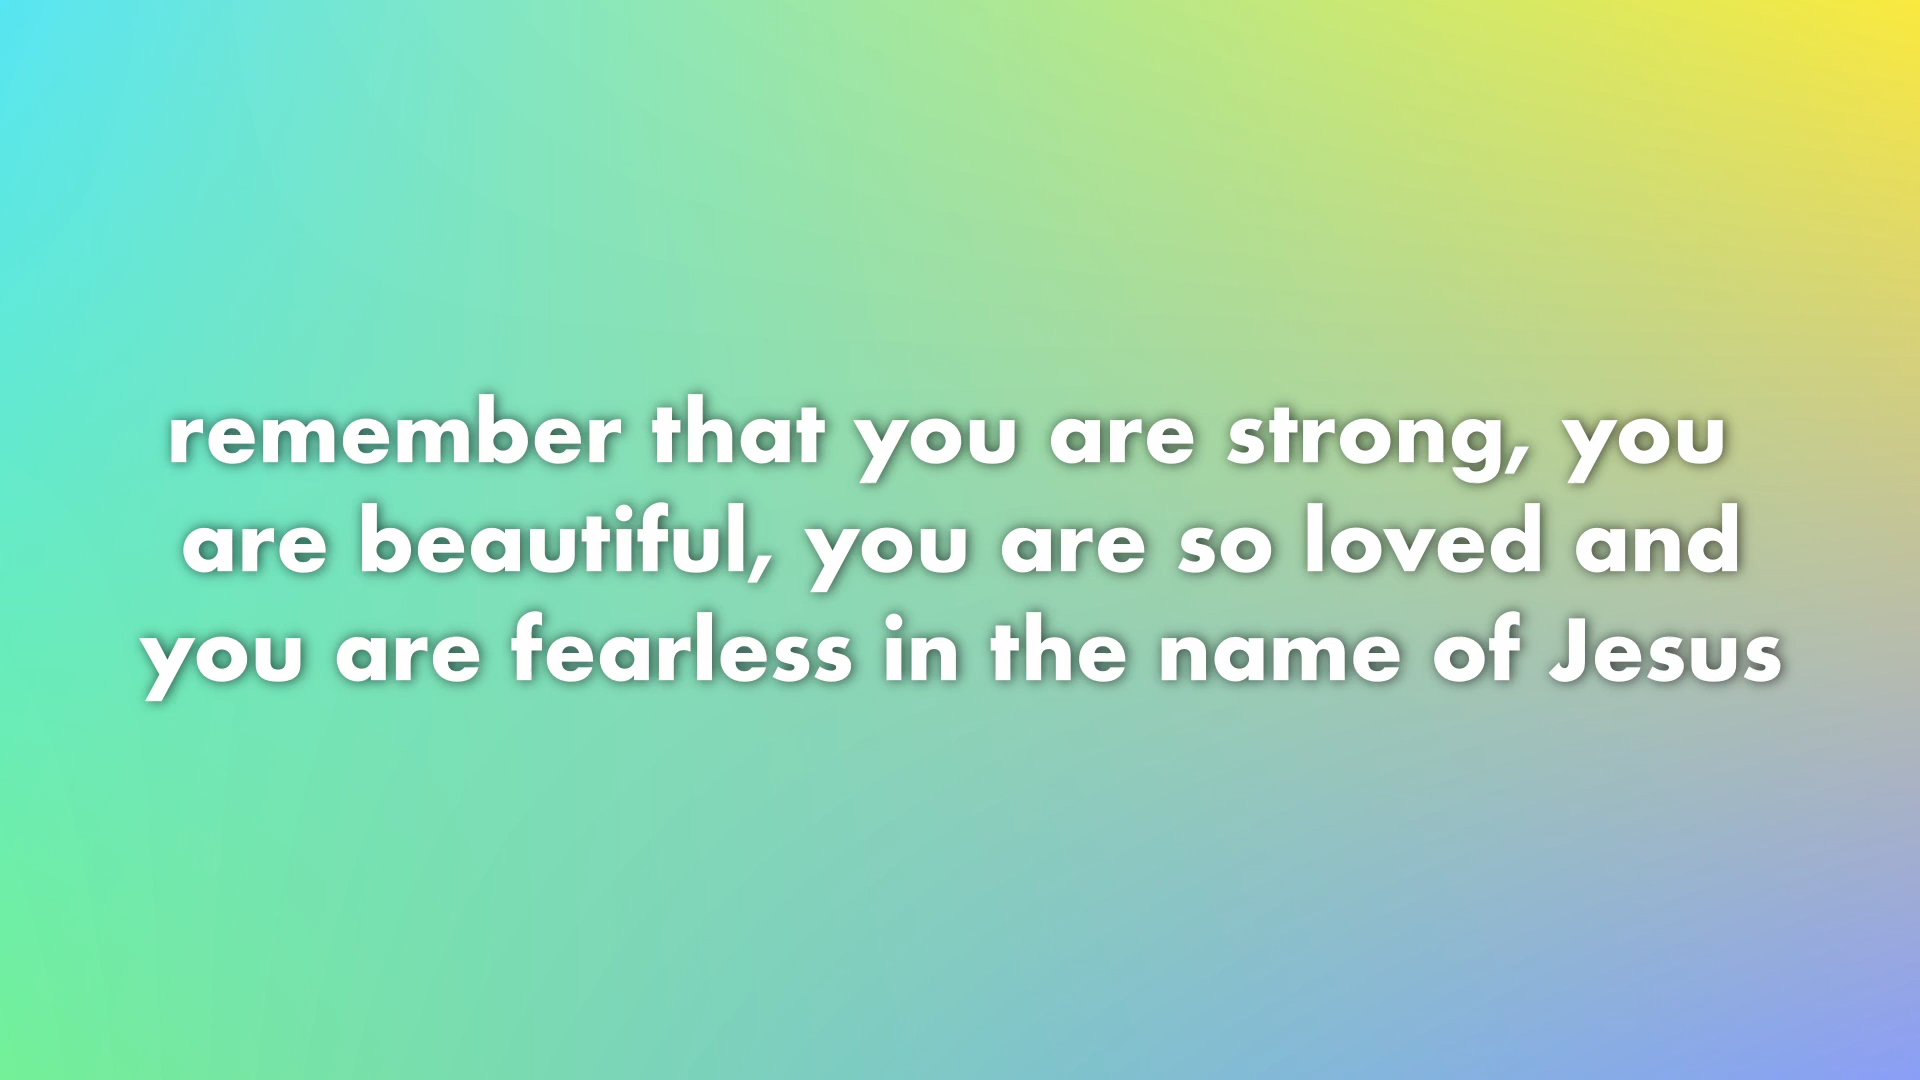 remember that you are strong, you
are beautiful, you are so loved and
you are fearless in the name of Jesus